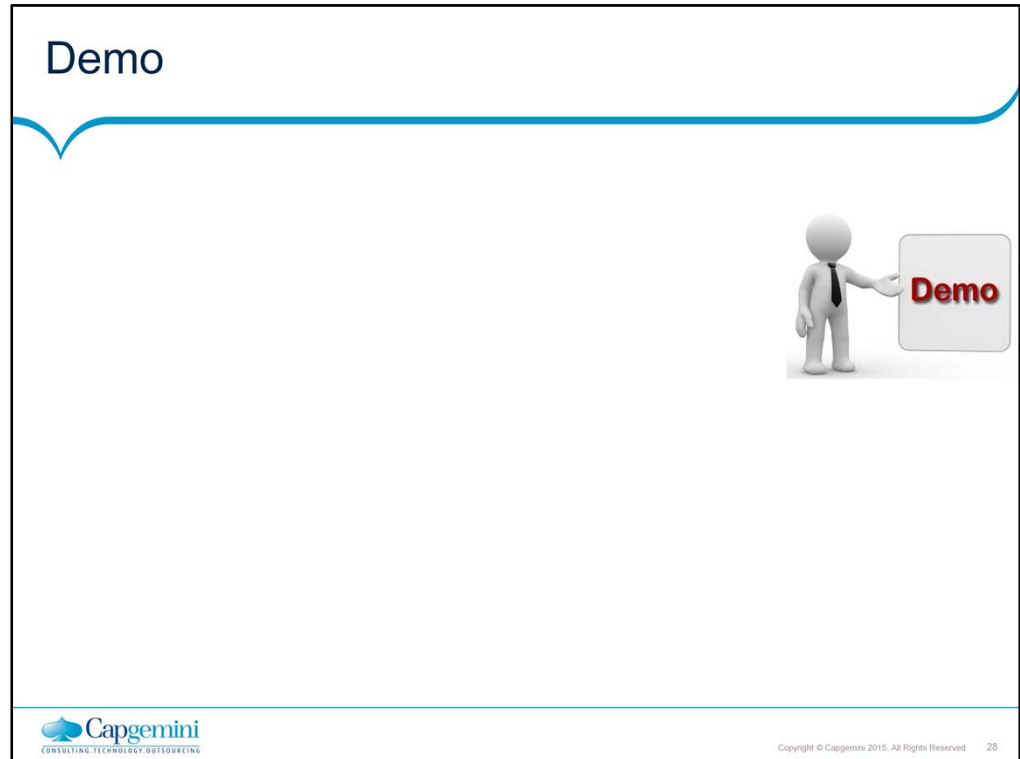 Demo
Demo
Capgemini
CONSULTING.TECHNOLOGY.OUTSOURCING
Copyright © Capgemini 2015. All Rights Reserved 28